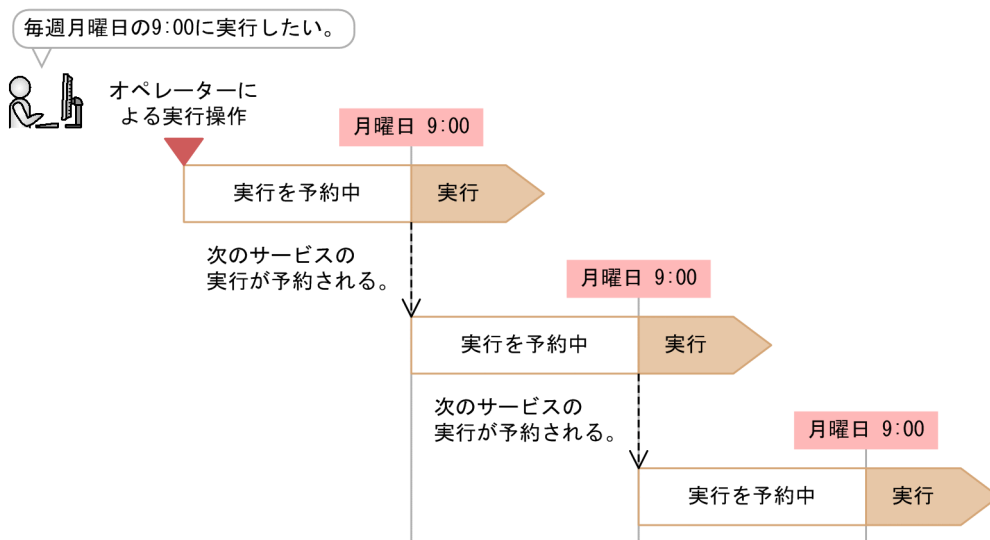 毎週月曜日の9:00に実行したい。
オペレーターに
よる実行操作
月曜日 9:00
実行を予約中
実行
次のサービスの
実行が予約される。
月曜日 9:00
実行を予約中
実行
次のサービスの
実行が予約される。
月曜日 9:00
実行を予約中
実行